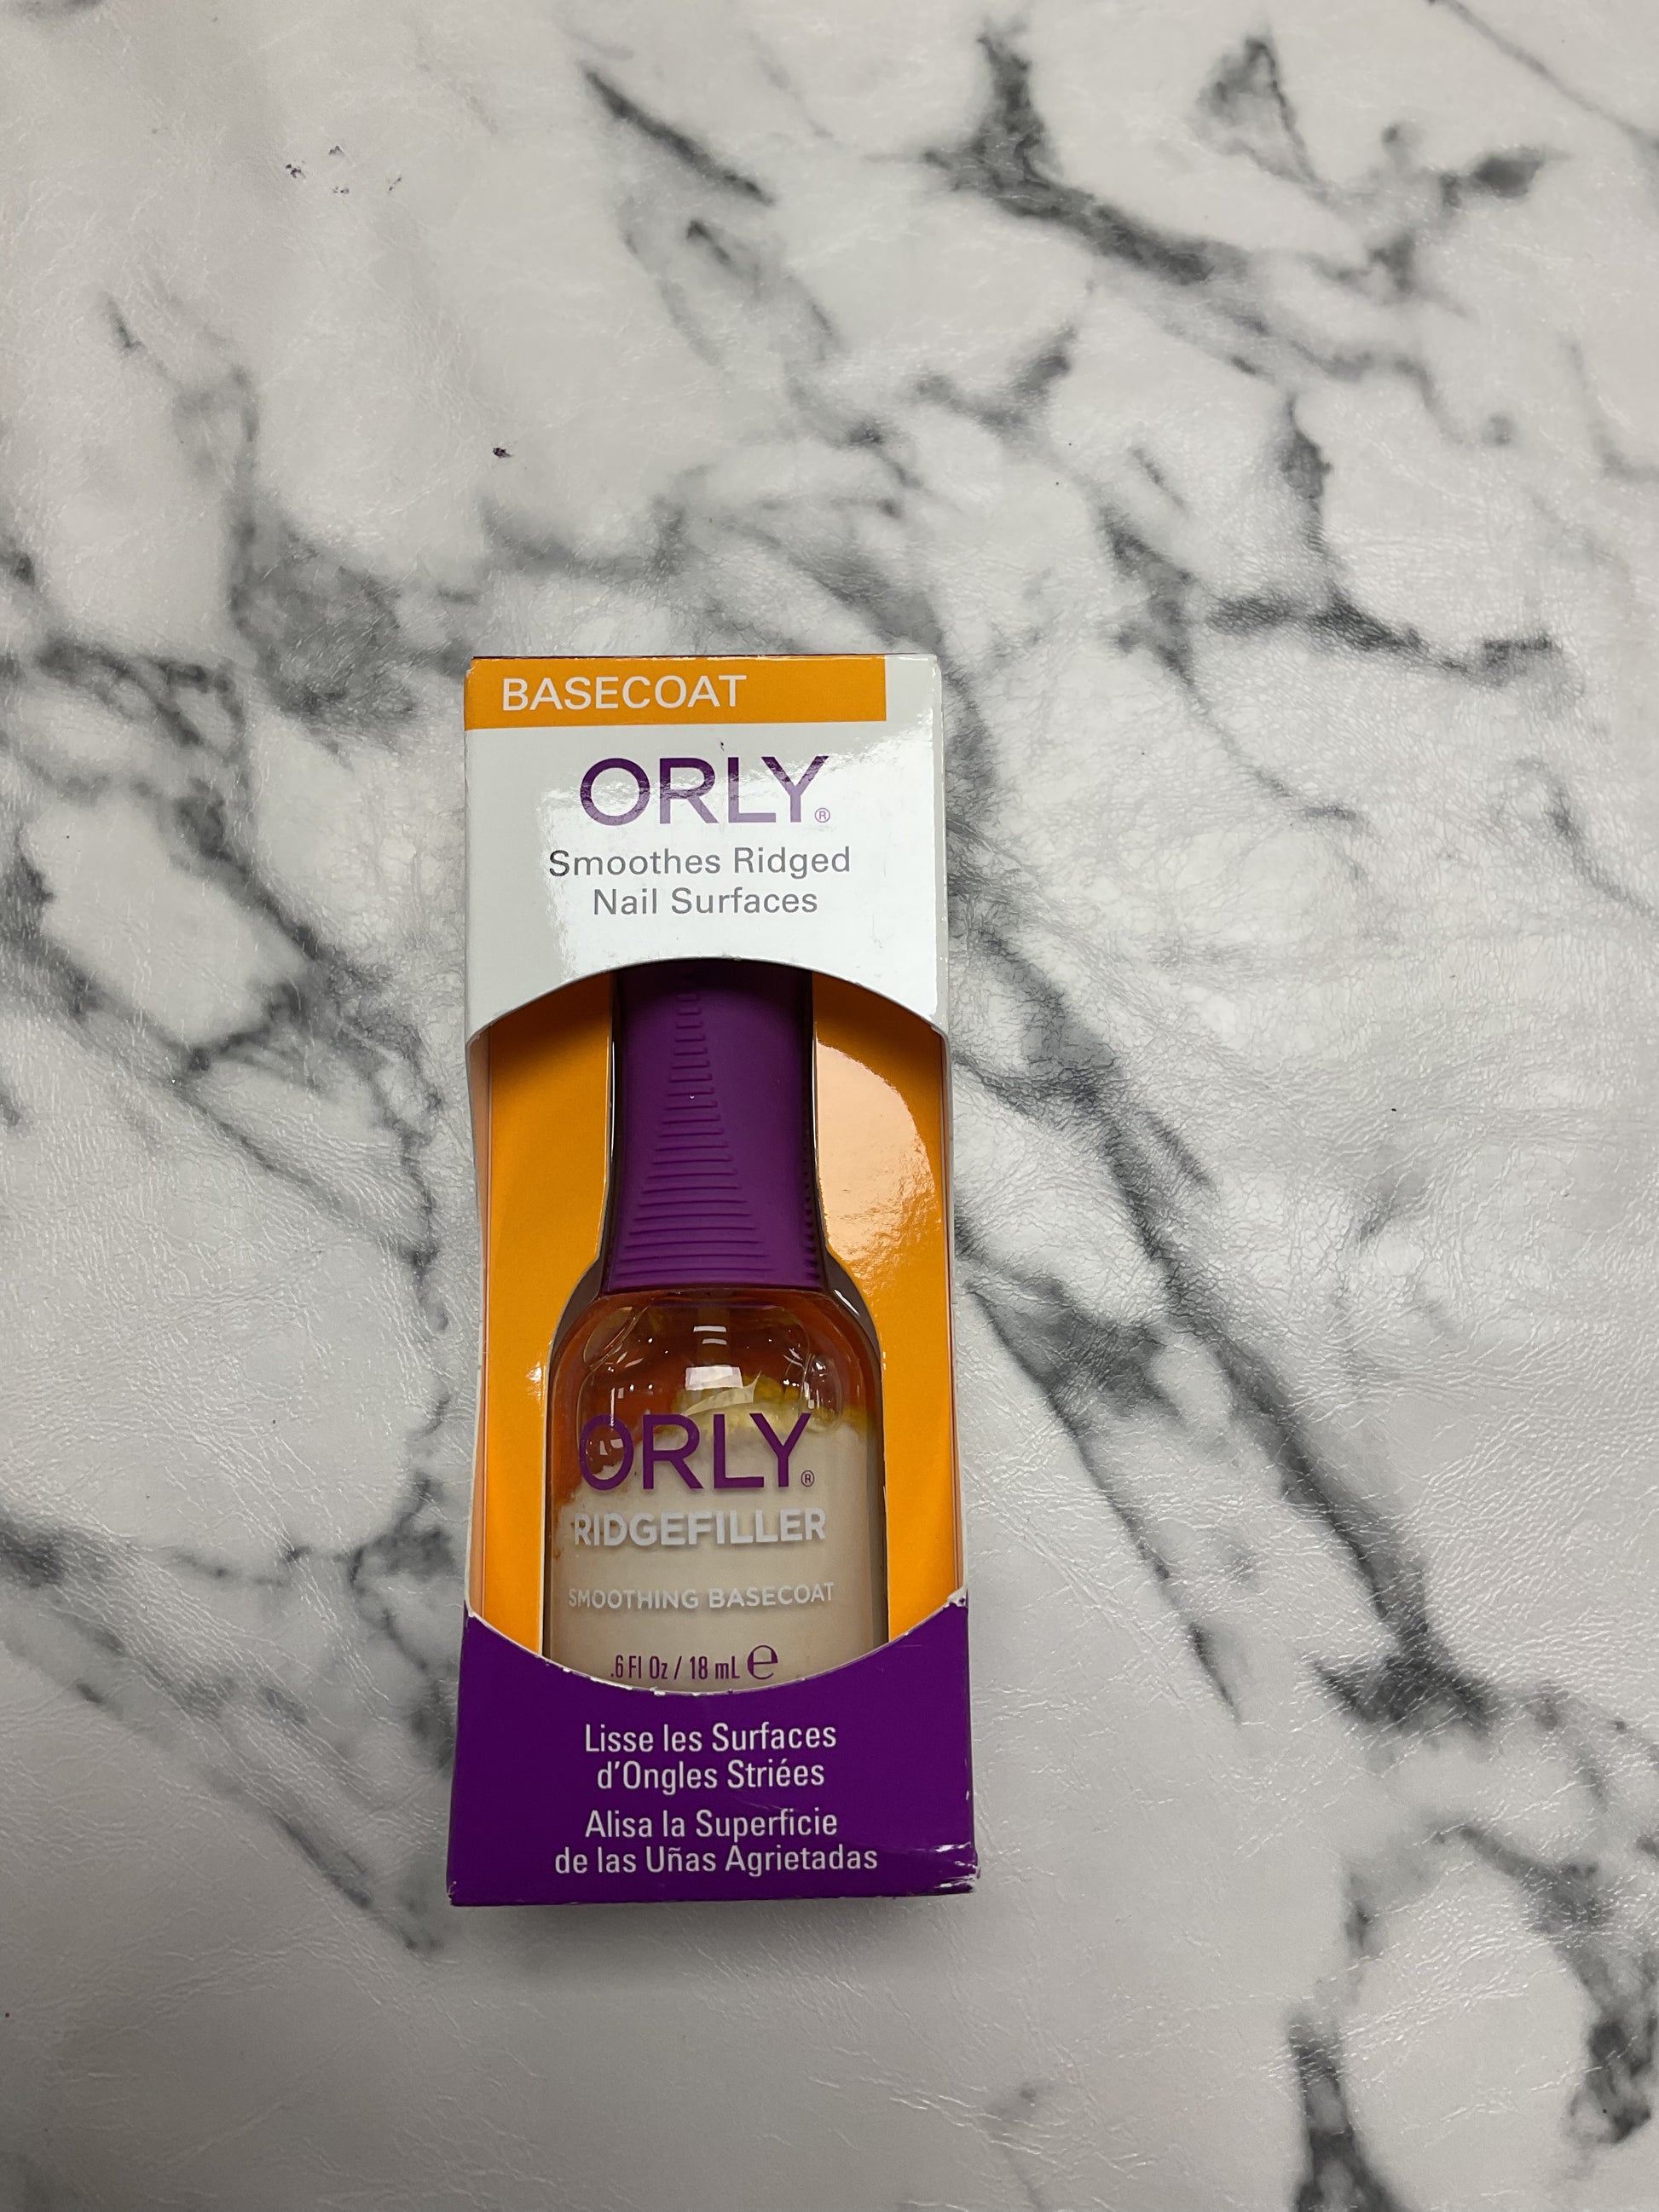 BASECOAT
ORLY®
Smoothes Ridged
Nail Surfaces
ORLY®
RIDGEFILLER
SMOOTHING BASECOAT
.6 Fl Oz / 18 mL ℮
Lisse les Surfaces
d'Ongles Striées
Alisa la Superficie
de las Uñas Agrietadas